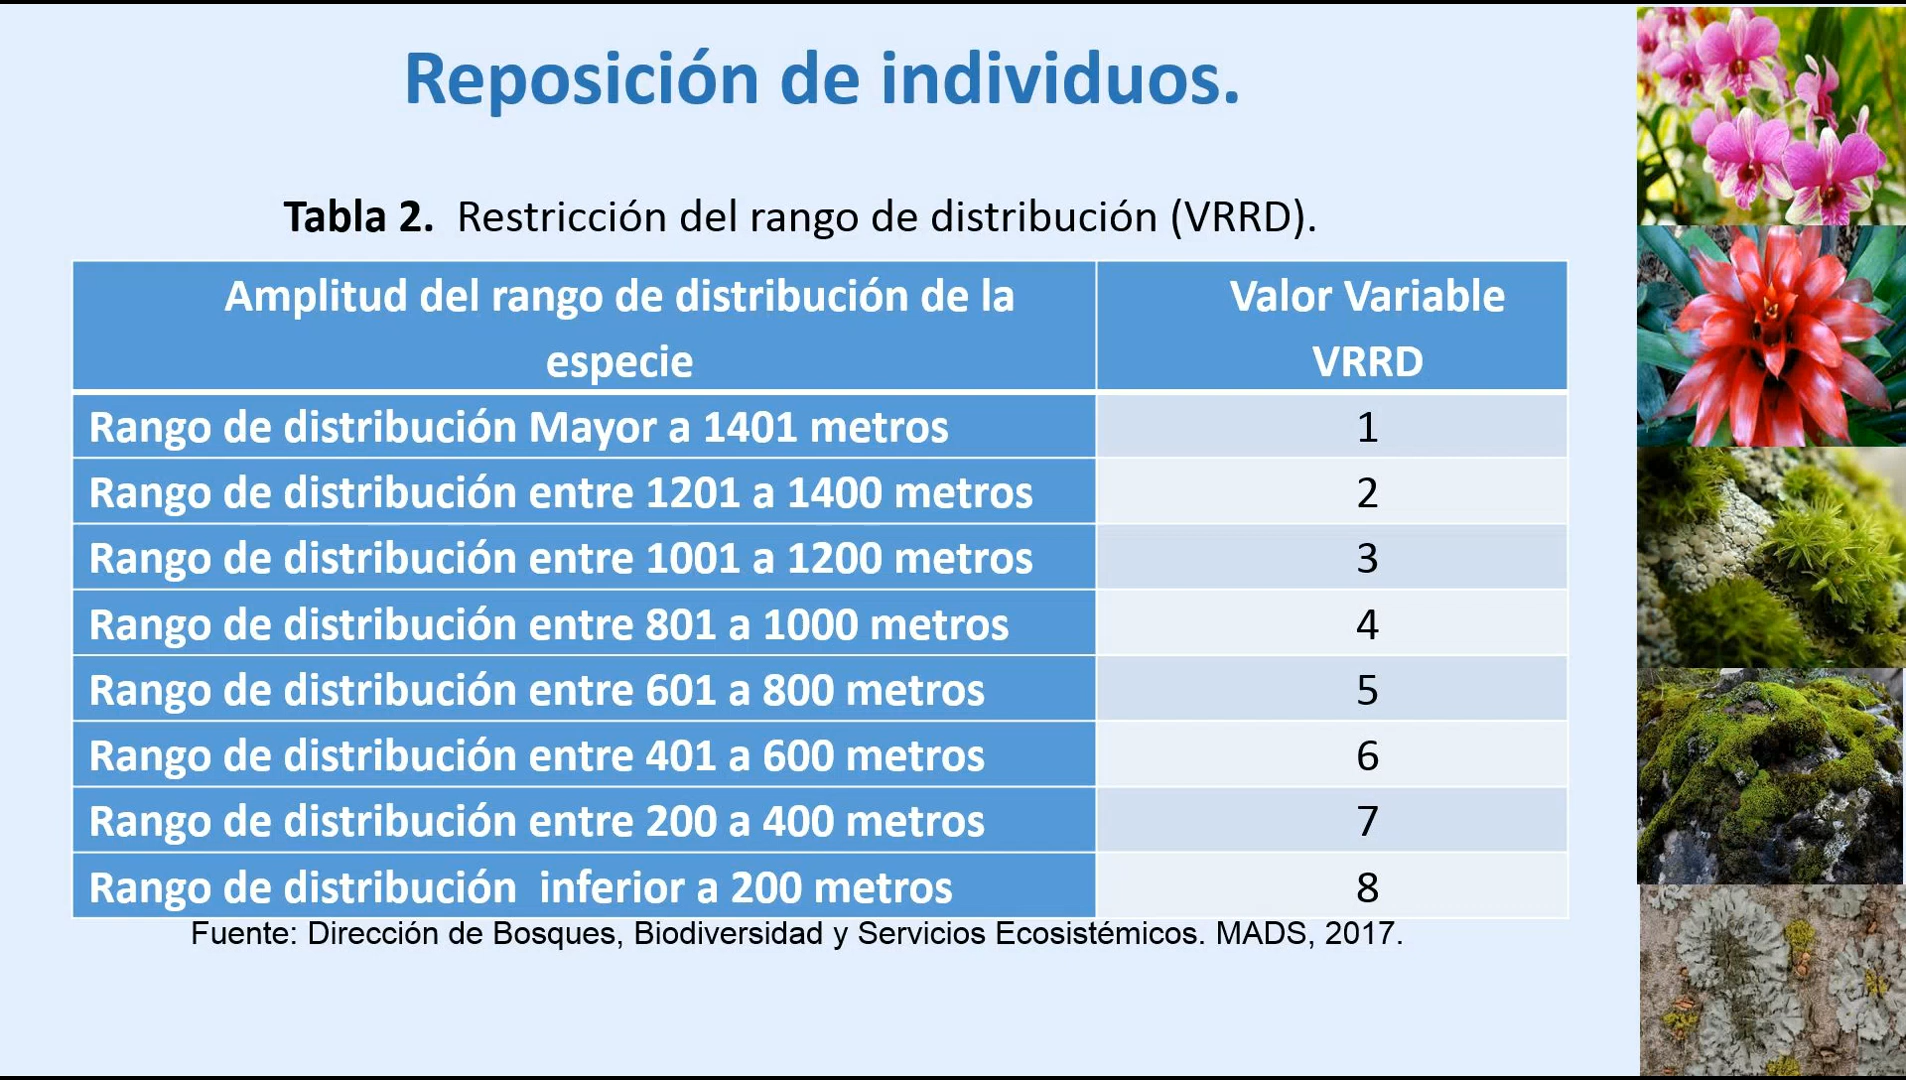 Reposición de individuos.
Tabla 2. Restricción del rango de distribución (VRRD).
Amplitud del rango de distribución de la
especie
Valor Variable
VRRD
Rango de distribución Mayor a 1401 metros
1
Rango de distribución entre 1201 a 1400 metros
2
Rango de distribución entre 1001 a 1200 metros
3
Rango de distribución entre 801 a 1000 metros
4
Rango de distribución entre 601 a 800 metros
5
Rango de distribución entre 401 a 600 metros
6
Rango de distribución entre 200 a 400 metros
7
Rango de distribución inferior a 200 metros
8
Fuente: Dirección de Bosques, Biodiversidad y Servicios Ecosistémicos. MADS, 2017.